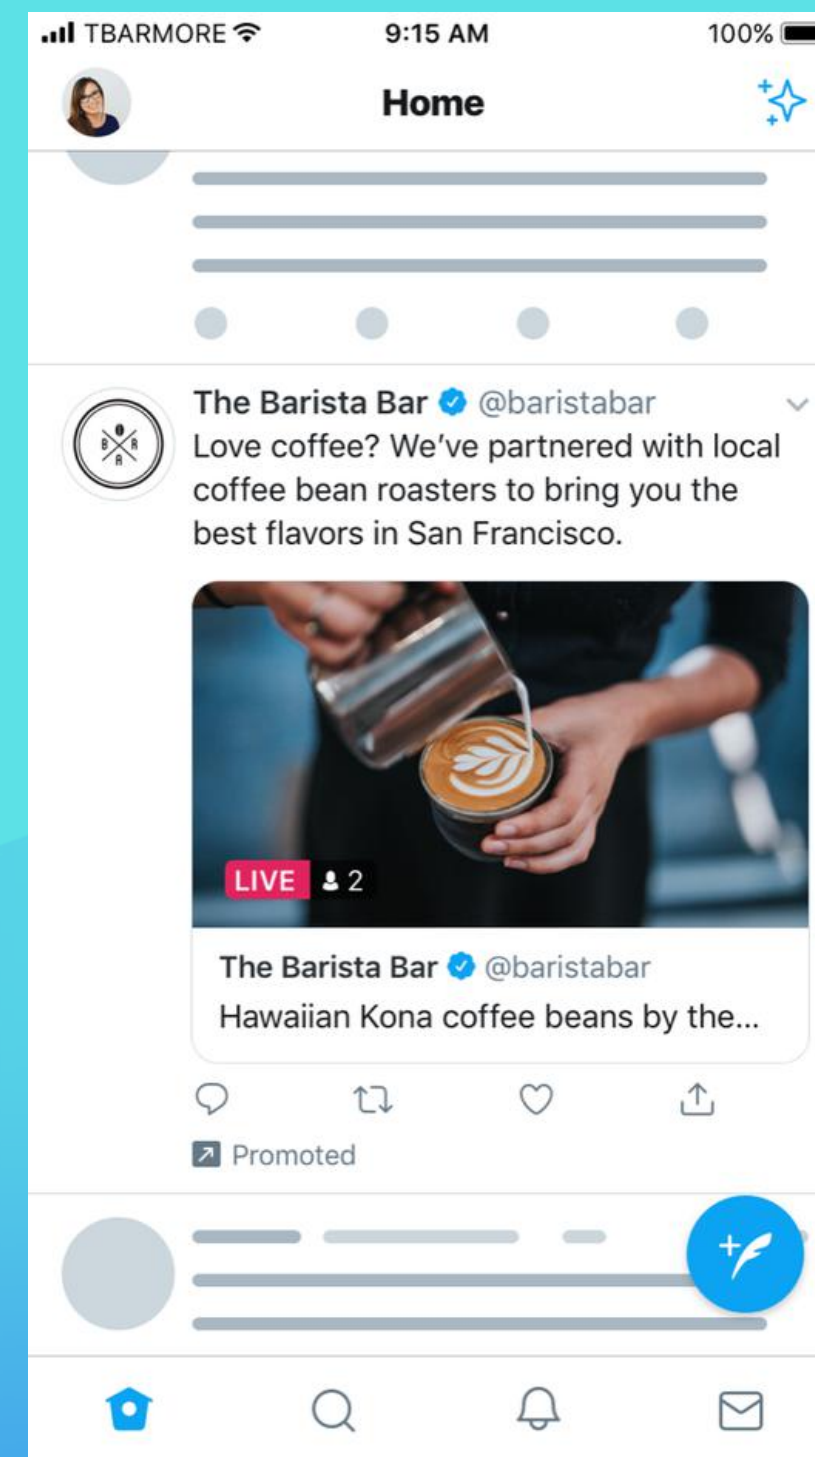 TBARMORE 9:15 AM 100%
Home
The Barista Bar @baristabar
Love coffee? We’ve partnered with local
coffee bean roasters to bring you the
best flavors in San Francisco.
B A R
LIVE 2
The Barista Bar @baristabar
Hawaiian Kona coffee beans by the...
Promoted